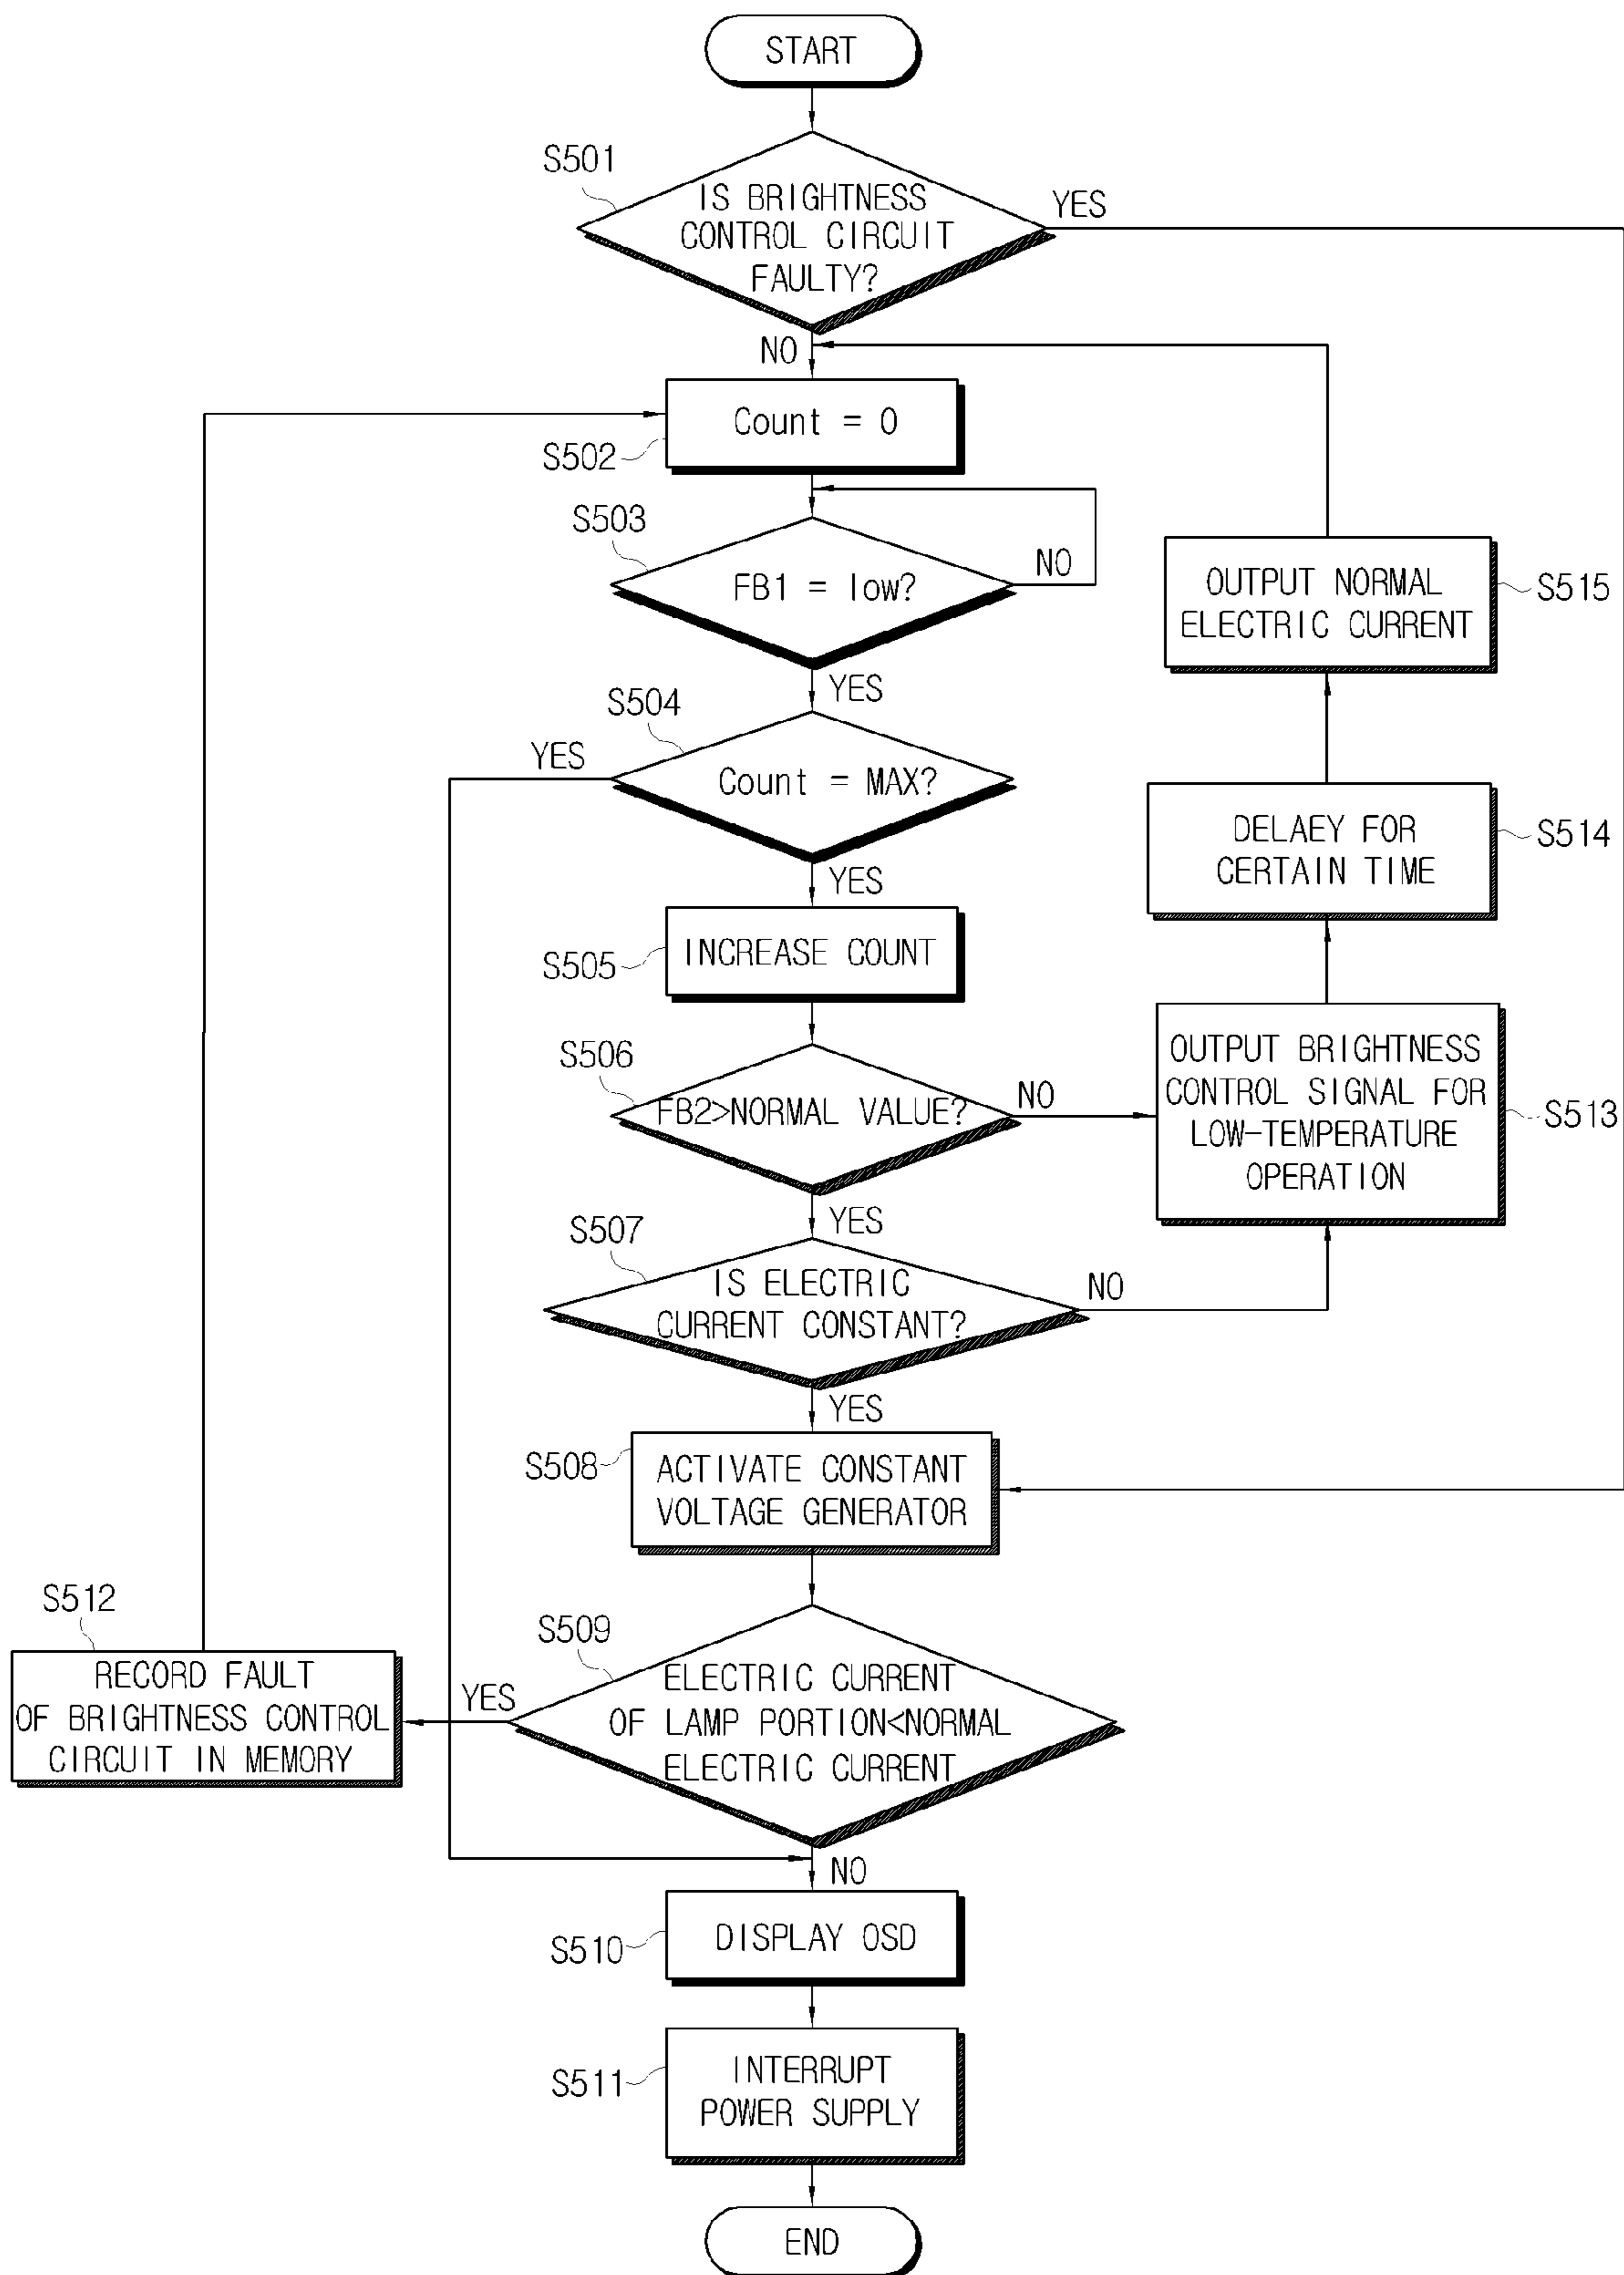 START
S501
IS BRIGHTNESS
CONTROL CIRCUIT
FAULTY?
YES
NO
Count = 0
S502
S503
FB1 = low?
NO
YES
S504
YES
Count = MAX?
YES
INCREASE COUNT
S505
S506
FB2>NORMAL VALUE?
NO
YES
S507
IS ELECTRIC
CURRENT CONSTANT?
NO
YES
S508
ACTIVATE CONSTANT
VOLTAGE GENERATOR
S509
ELECTRIC CURRENT
OF LAMP PORTION<NORMAL
ELECTRIC CURRENT
YES
NO
S512
RECORD FAULT
OF BRIGHTNESS CONTROL
CIRCUIT IN MEMORY
DISPLAY OSD
S510
INTERRUPT
POWER SUPPLY
S511
END
OUTPUT NORMAL
ELECTRIC CURRENT
S515
DELAEY FOR
CERTAIN TIME
S514
OUTPUT BRIGHTNESS
CONTROL SIGNAL FOR
LOW-TEMPERATURE
OPERATION
S513